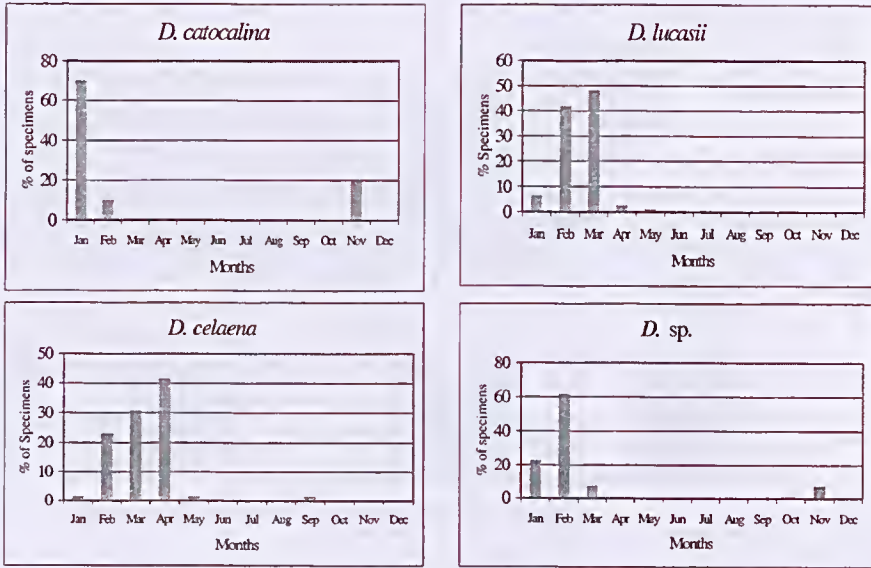 D. catocalina
% of specimens
80
60
40
20
0
Jan Feb Mar Apr May Jun Jul Aug Sep Oct Nov Dec
Months
D. lucasii
% Specimens
60
50
40
30
20
10
0
Jan Feb Mar Apr May Jun Jul Aug Sep Oct Nov Dec
Months
D. celaena
% of Specimens
50
40
30
20
10
0
Jan Feb Mar Apr May Jun Jul Aug Sep Oct Nov Dec
Months
D. sp.
% of specimens
80
60
40
20
0
Jan Feb Mar Apr May Jun Jul Aug Sep Oct Nov Dec
Months